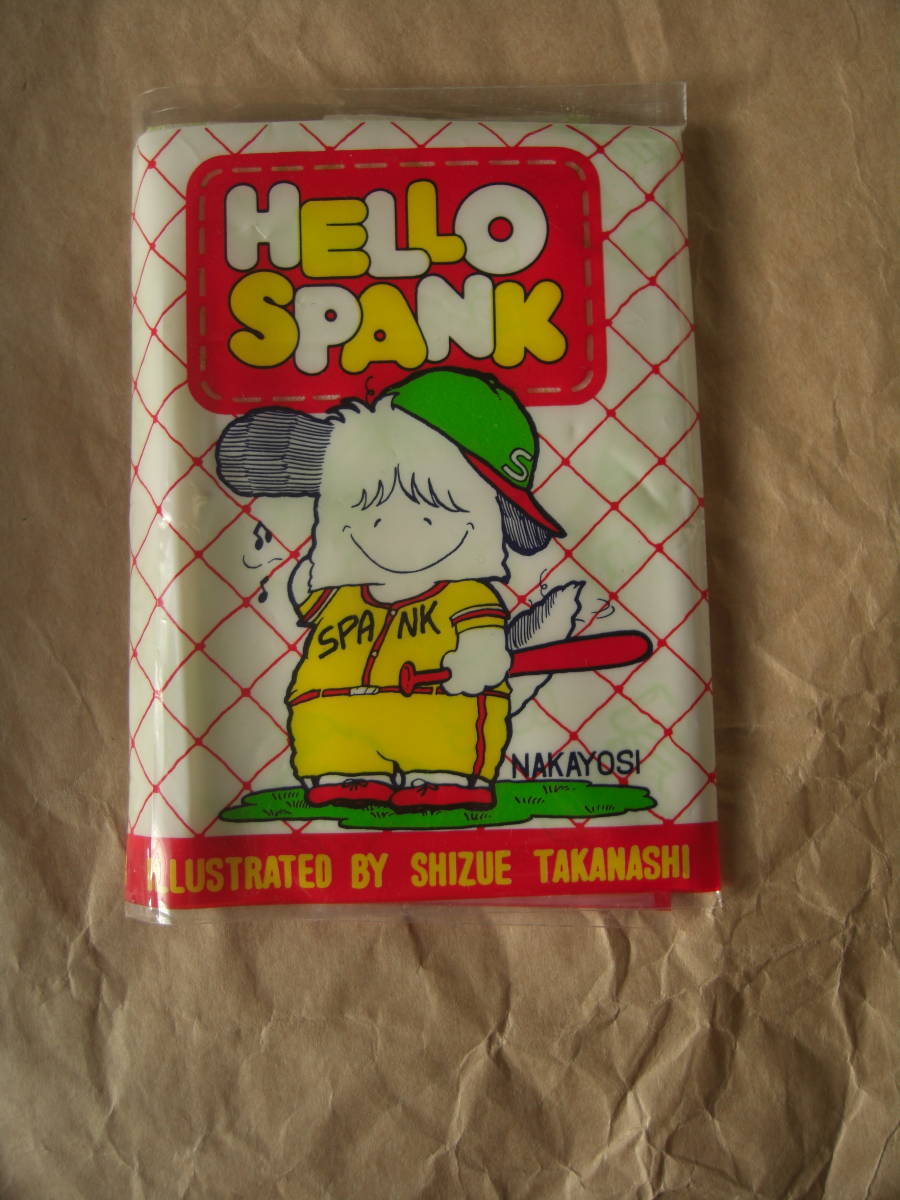 HELLO
SPANK
S
SPANK
NAKAYOSI
ILLUSTRATED BY SHIZUE TAKANASHI